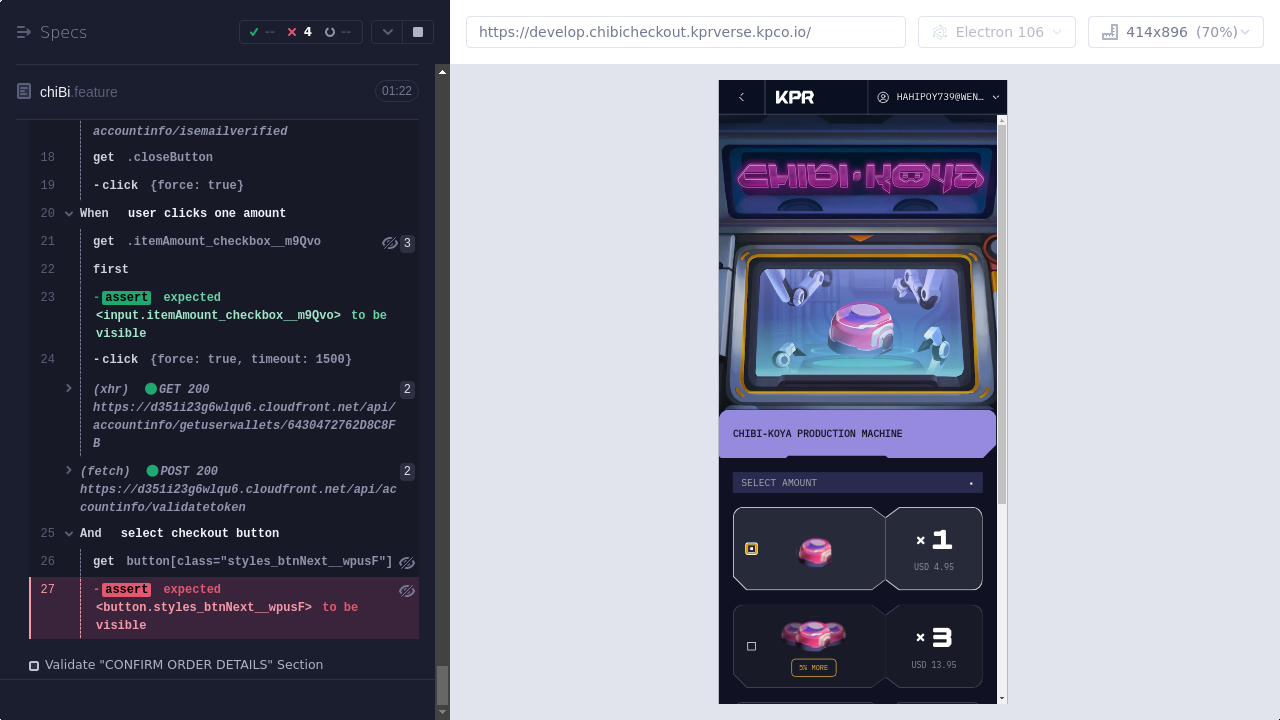 Specs
-- 4 --
https://develop.chibicheckout.kprverse.kpco.io/
Electron 106
414x896 (70%)
chiBi.feature
01:22
accountinfo/isemailverified
18 get .closeButton
19 -click {force: true}
20 When user clicks one amount
21 get .itemAmount_checkbox__m9Qvo 3
22 first
23 -assert expected
<input.itemAmount_checkbox__m9Qvo> to be
visible
24 -click {force: true, timeout: 1500}
(xhr) GET 200 2
https://d351i23g6wlqu6.cloudfront.net/api/
accountinfo/getuserwallets/6430472762D8C8F
B
(fetch) POST 200 2
https://d351i23g6wlqu6.cloudfront.net/api/ac
countinfo/validatetoken
25 And select checkout button
26 get button[class="styles_btnNext__wpusF"]
27 -assert expected
<button.styles_btnNext__wpusF> to be
visible
Validate "CONFIRM ORDER DETAILS" Section
KPR
HAHIPOY739@WEN…
CHIBI·KOYA
CHIBI-KOYA PRODUCTION MACHINE
SELECT AMOUNT
×1
USD 4.95
×3
5% MORE
USD 13.95